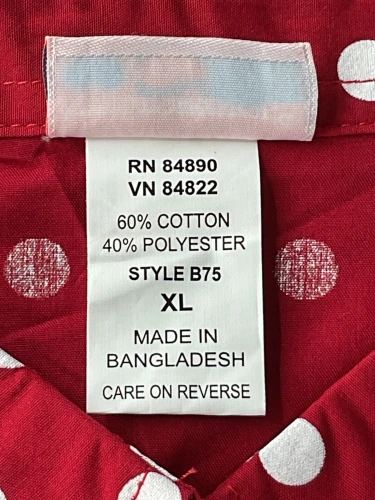 RN 84890
VN 84822
60% COTTON
40% POLYESTER
STYLE B75
XL
MADE IN
BANGLADESH
CARE ON REVERSE